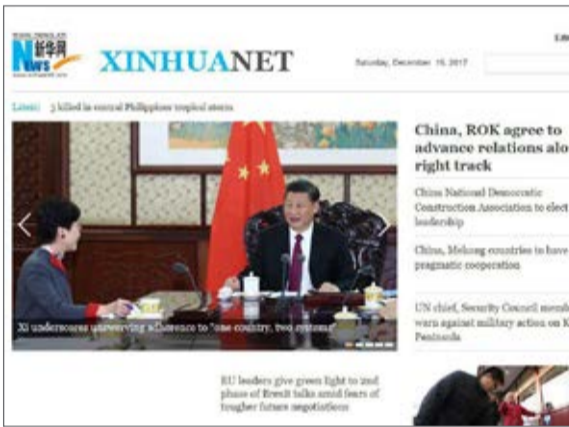 新华网
News
XINHUANET
Saturday, December 16, 2017
Latest: 3 killed in central Philippines tropical storm
Xi underscores unwavering adherence to "one country, two systems"
China, ROK agree to
advance relations alo
right track
China National Democratic
Construction Association to elect
leadership
China, Mekong countries to have
pragmatic cooperation
UN chief, Security Council memb
warn against military action on K
Peninsula
EU leaders give green light to 2nd
phase of Brexit talks amid fears of
tougher future negotiations